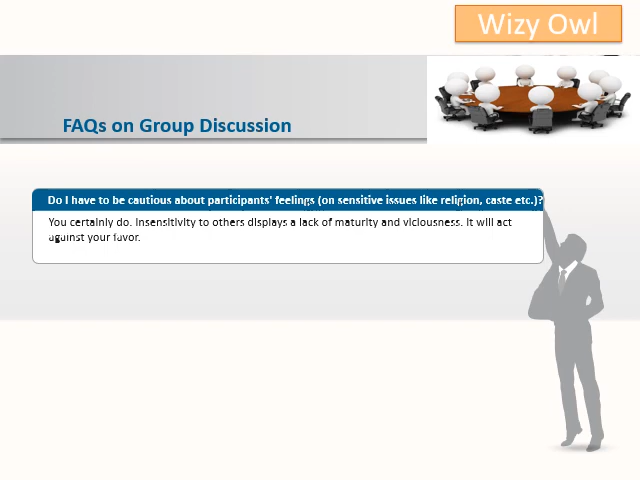 Wizy Owl
FAQs on Group Discussion
Do I have to be cautious about participants' feelings (on sensitive issues like religion, caste etc.)?
You certainly do. Insensitivity to others displays a lack of maturity and viciousness. It will act
against your favor.